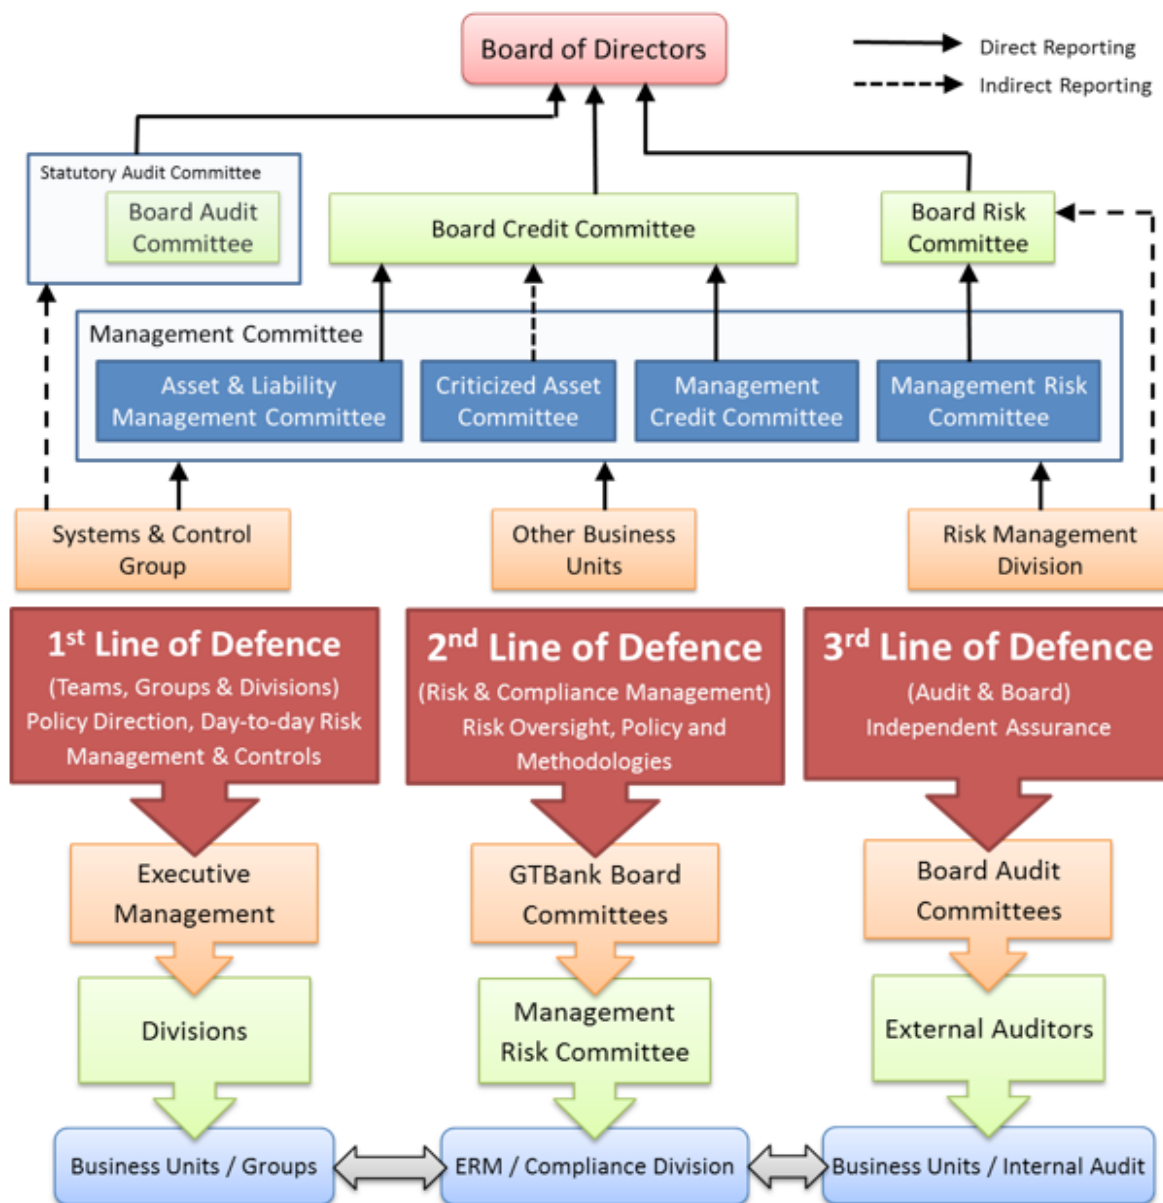 Board of Directors
Direct Reporting
Indirect Reporting
Statutory Audit Committee
Board Audit
Committee
Board Credit Committee
Board Risk
Committee
Management Committee
Asset & Liability
Management Committee
Criticized Asset
Committee
Management
Credit Committee
Management Risk
Committee
Systems & Control
Group
Other Business
Units
Risk Management
Division
1st Line of Defence
(Teams, Groups & Divisions)
Policy Direction, Day-to-day Risk
Management & Controls
2nd Line of Defence
(Risk & Compliance Management)
Risk Oversight, Policy and
Methodologies
3rd Line of Defence
(Audit & Board)
Independent Assurance
Executive
Management
GTBank Board
Committees
Board Audit
Committees
Divisions
Management
Risk Committee
External Auditors
Business Units / Groups
ERM / Compliance Division
Business Units / Internal Audit